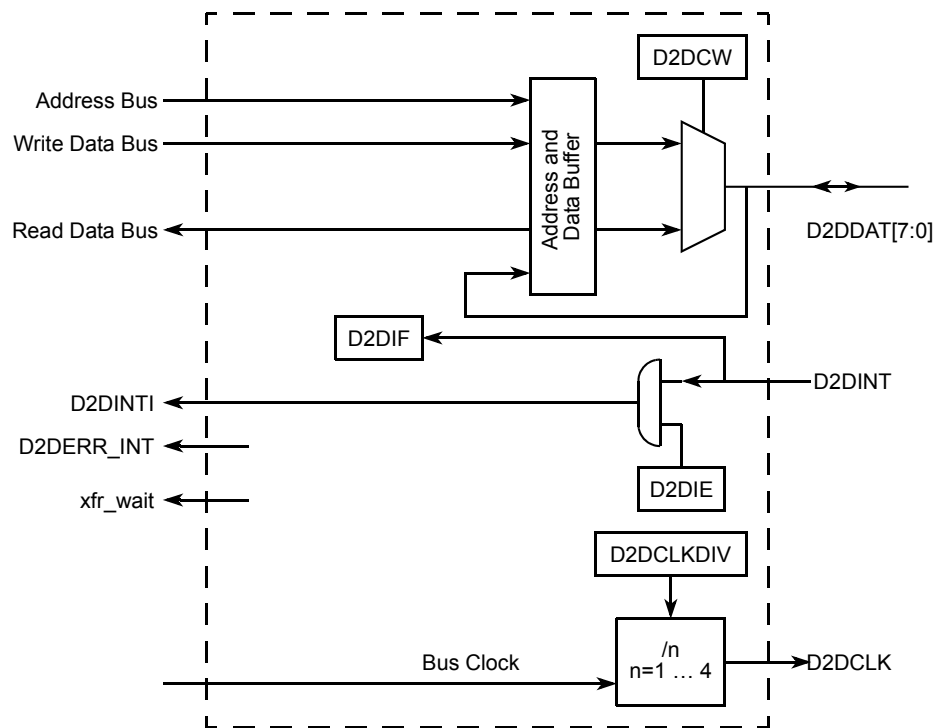 D2DCW
Address Bus
Write Data Bus
Address and
Data Buffer
Read Data Bus
D2DDAT[7:0]
D2DIF
D2DINT
D2DINTI
D2DERR_INT
D2DIE
xfr_wait
D2DCLKDIV
/n
n=1 … 4
Bus Clock
D2DCLK